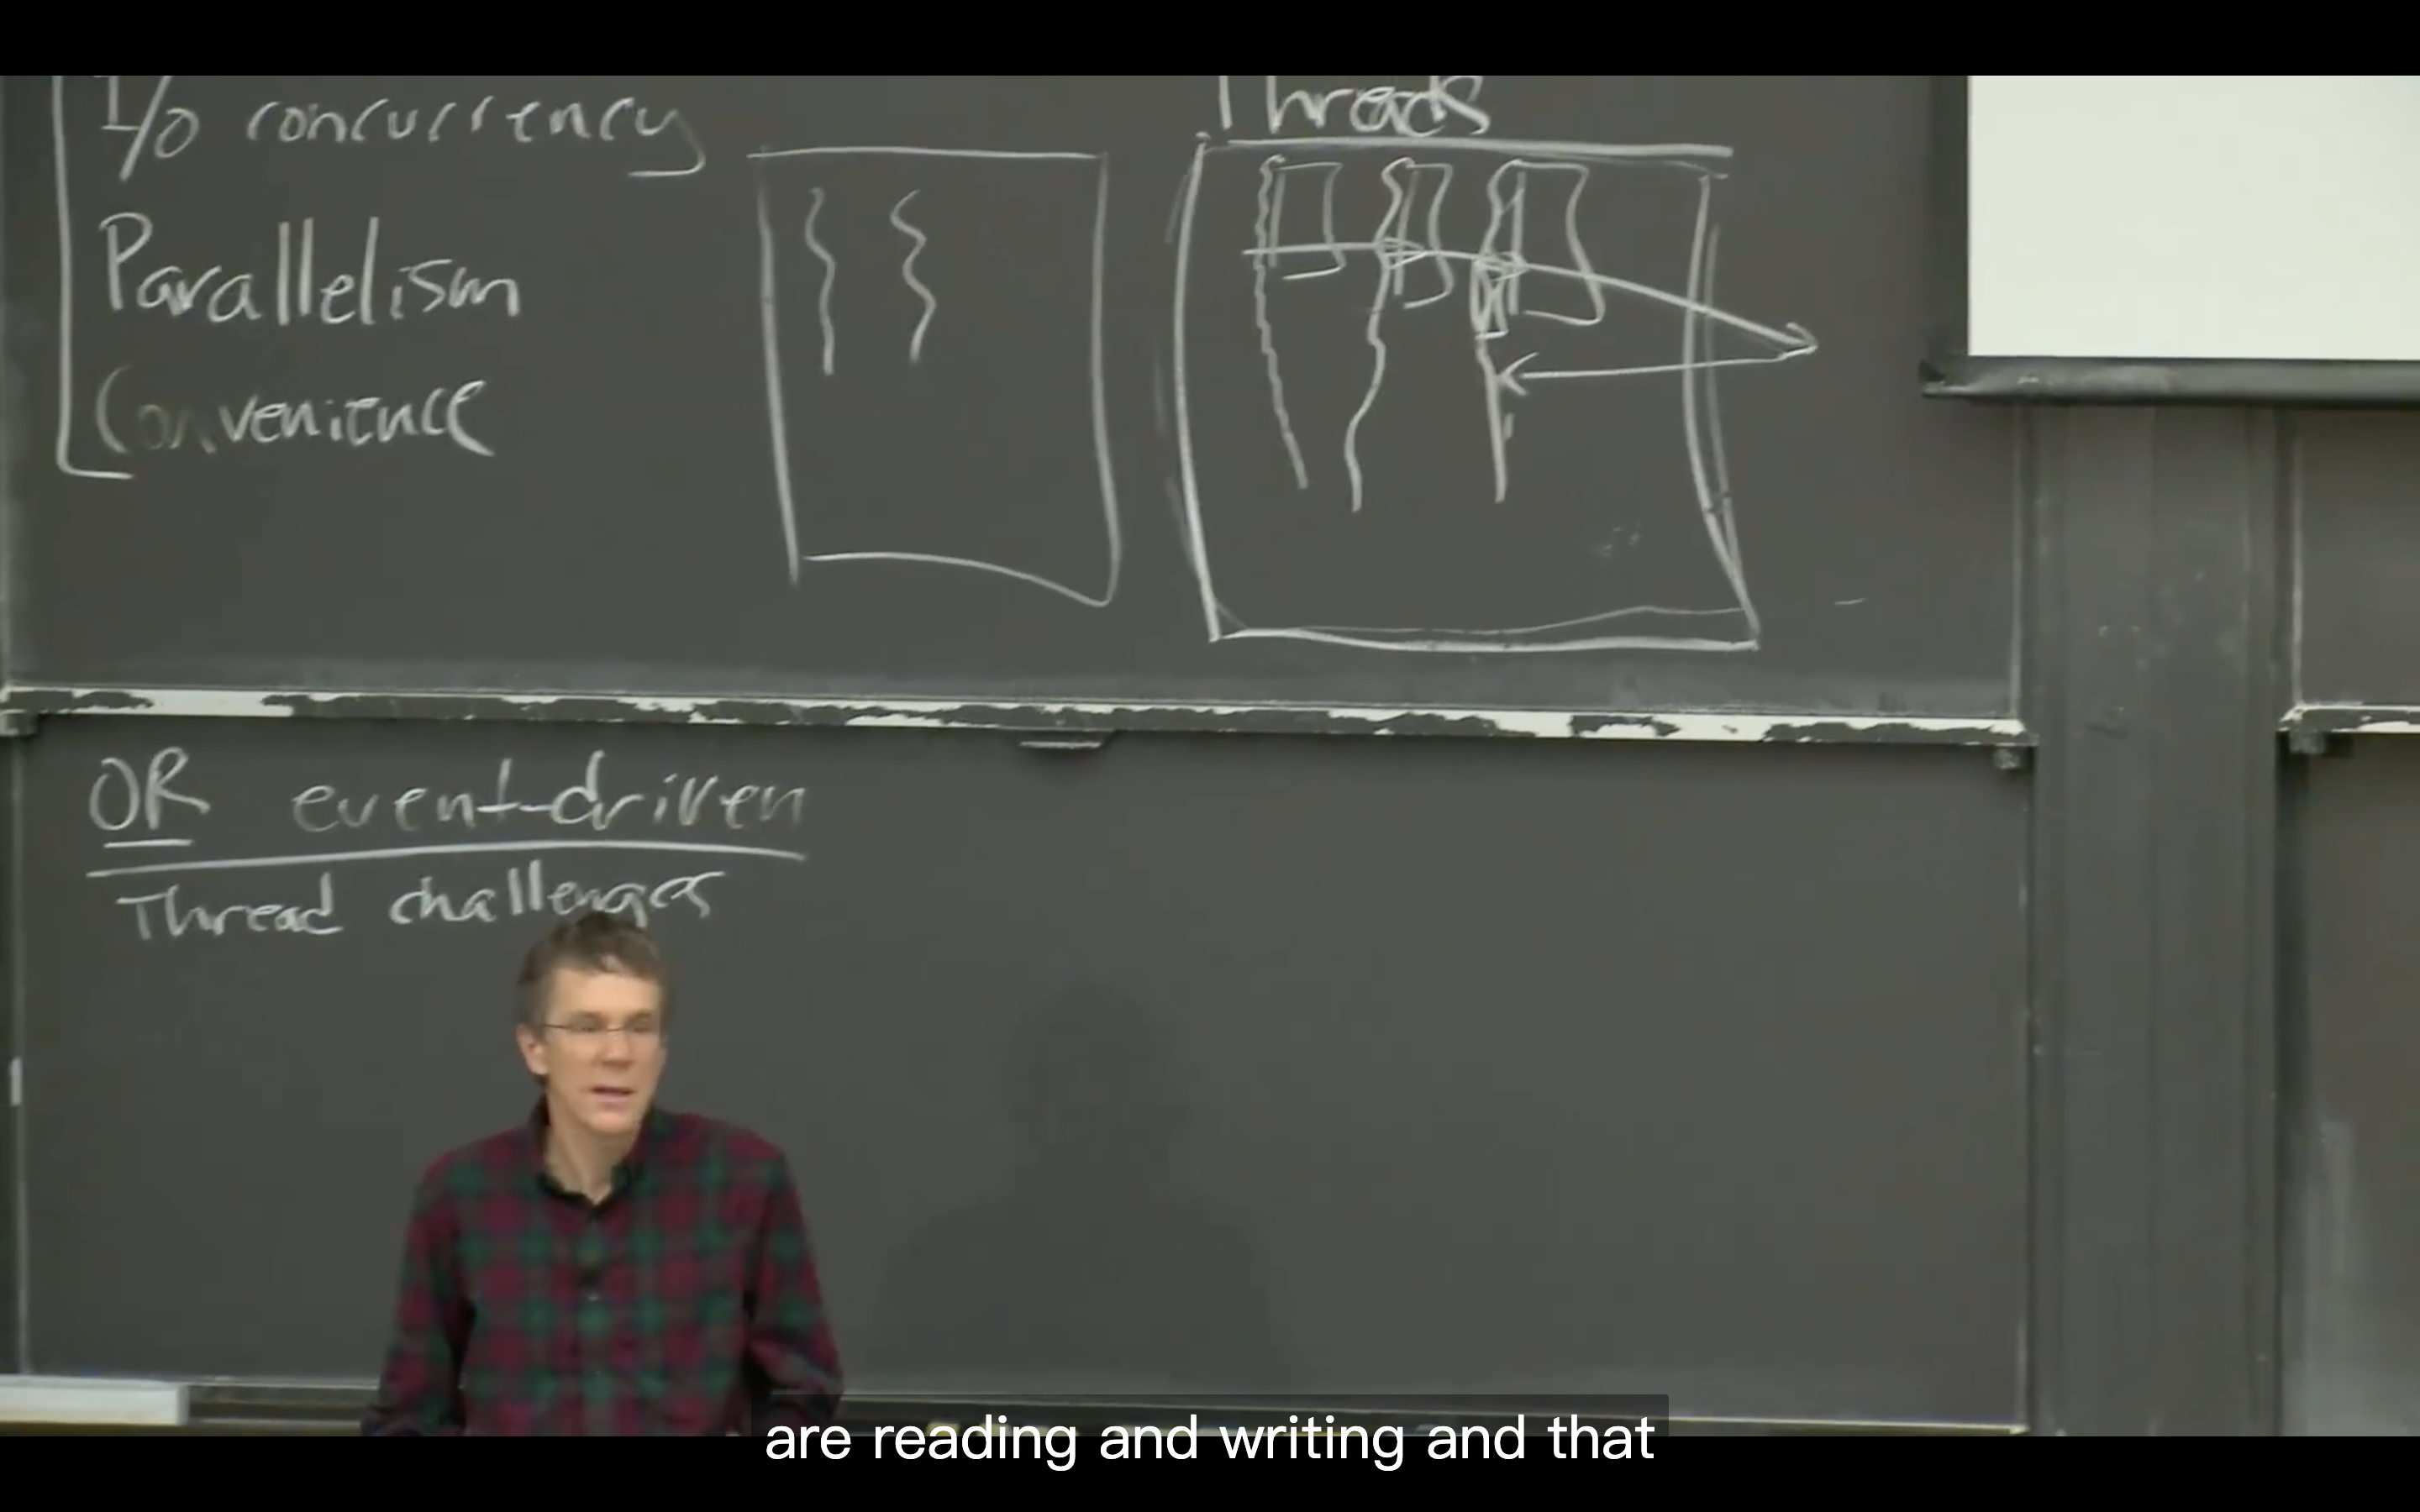 I/O concurrency
Parallelism
Convenience
Threads
OR event-driven
Thread challenges
are reading and writing and that